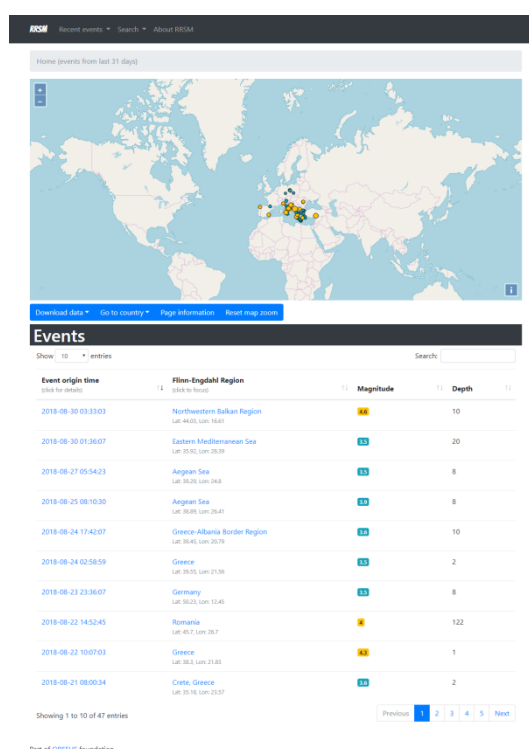 RRSM Recent events Search About RRSM
Home (events from last 31 days)
+
-
i
Download data Go to country Page information Reset map zoom
Events
Show 10 entries Search:
Event origin time Flinn-Engdahl Region Magnitude Depth
(click for details) (click to focus)
2018-08-30 03:33:03 Northwestern Balkan Region 4.6 10
Lat: 44.03, Lon: 16.61
2018-08-30 01:36:07 Eastern Mediterranean Sea 3.5 20
Lat: 35.92, Lon: 28.39
2018-08-27 05:54:23 Aegean Sea 3.5 8
Lat: 39.29, Lon: 24.8
2018-08-25 08:10:30 Aegean Sea 3.9 8
Lat: 38.89, Lon: 26.41
2018-08-24 17:42:07 Greece-Albania Border Region 3.6 10
Lat: 39.45, Lon: 20.79
2018-08-24 02:58:59 Greece 3.5 2
Lat: 39.55, Lon: 21.56
2018-08-23 23:36:07 Germany 3.5 8
Lat: 50.23, Lon: 12.45
2018-08-22 14:52:45 Romania 4 122
Lat: 45.7, Lon: 26.7
2018-08-22 10:07:03 Greece 4.3 1
Lat: 38.3, Lon: 21.83
2018-08-21 08:00:34 Crete, Greece 3.6 2
Lat: 35.18, Lon: 23.57
Showing 1 to 10 of 47 entries Previous 1 2 3 4 5 Next
Part of ORFEUS foundation